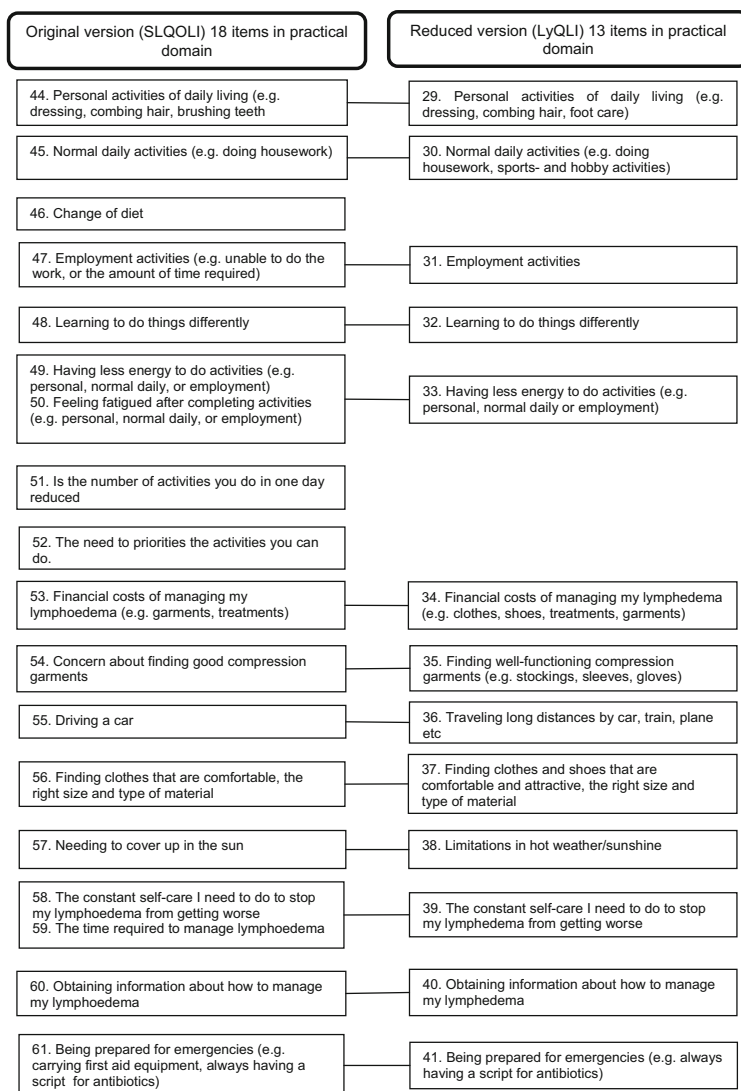 Original version (SLQOLI) 18 items in practical
domain
Reduced version (LyQLI) 13 items in practical
domain
44. Personal activities of daily living (e.g.
dressing, combing hair, brushing teeth
29. Personal activities of daily living (e.g.
dressing, combing hair, foot care)
45. Normal daily activities (e.g. doing housework)
30. Normal daily activities (e.g. doing
housework, sports- and hobby activities)
46. Change of diet
47. Employment activities (e.g. unable to do the
work, or the amount of time required)
31. Employment activities
48. Learning to do things differently
32. Learning to do things differently
49. Having less energy to do activities (e.g.
personal, normal daily, or employment)
50. Feeling fatigued after completing activities
(e.g. personal, normal daily, or employment)
33. Having less energy to do activities (e.g.
personal, normal daily or employment)
51. Is the number of activities you do in one day
reduced
52. The need to priorities the activities you can
do.
53. Financial costs of managing my
lymphoedema (e.g. garments, treatments)
34. Financial costs of managing my lymphedema
(e.g. clothes, shoes, treatments, garments)
54. Concern about finding good compression
garments
35. Finding well-functioning compression
garments (e.g. stockings, sleeves, gloves)
55. Driving a car
36. Traveling long distances by car, train, plane
etc
56. Finding clothes that are comfortable, the
right size and type of material
37. Finding clothes and shoes that are
comfortable and attractive, the right size and
type of material
57. Needing to cover up in the sun
38. Limitations in hot weather/sunshine
58. The constant self-care I need to do to stop
my lymphoedema from getting worse
59. The time required to manage lymphoedema
39. The constant self-care I need to do to stop
my lymphedema from getting worse
60. Obtaining information about how to manage
my lymphoedema
40. Obtaining information about how to manage
my lymphedema
61. Being prepared for emergencies (e.g.
carrying first aid equipment, always having a
script for antibiotics)
41. Being prepared for emergencies (e.g. always
having a script for antibiotics)